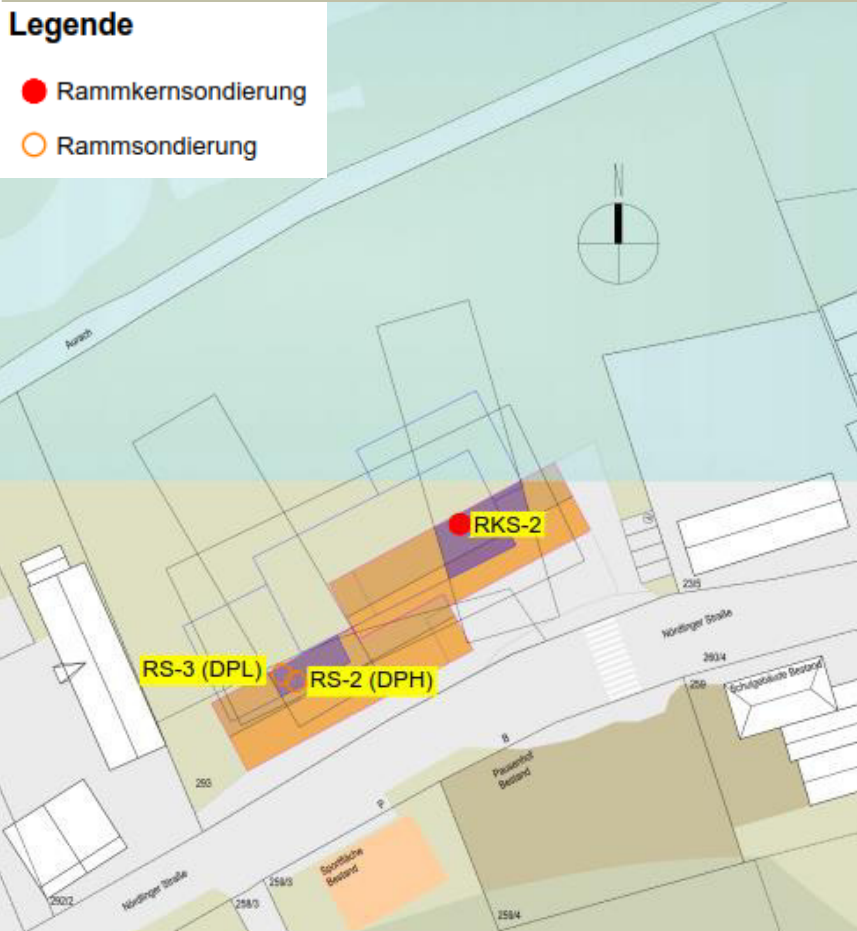 Legende
Rammkernsondierung
Rammsondierung
N
Aurach
RKS-2
23/5
Nördlinger Straße
260/4
RS-3 (DPL)
RS-2 (DPH)
259
Schulgebäude Bestand
B
Pausenhof
Bestand
293
P
Sportfläche
Bestand
259/3
Nördlinger Straße
292/2
258/3
259/4